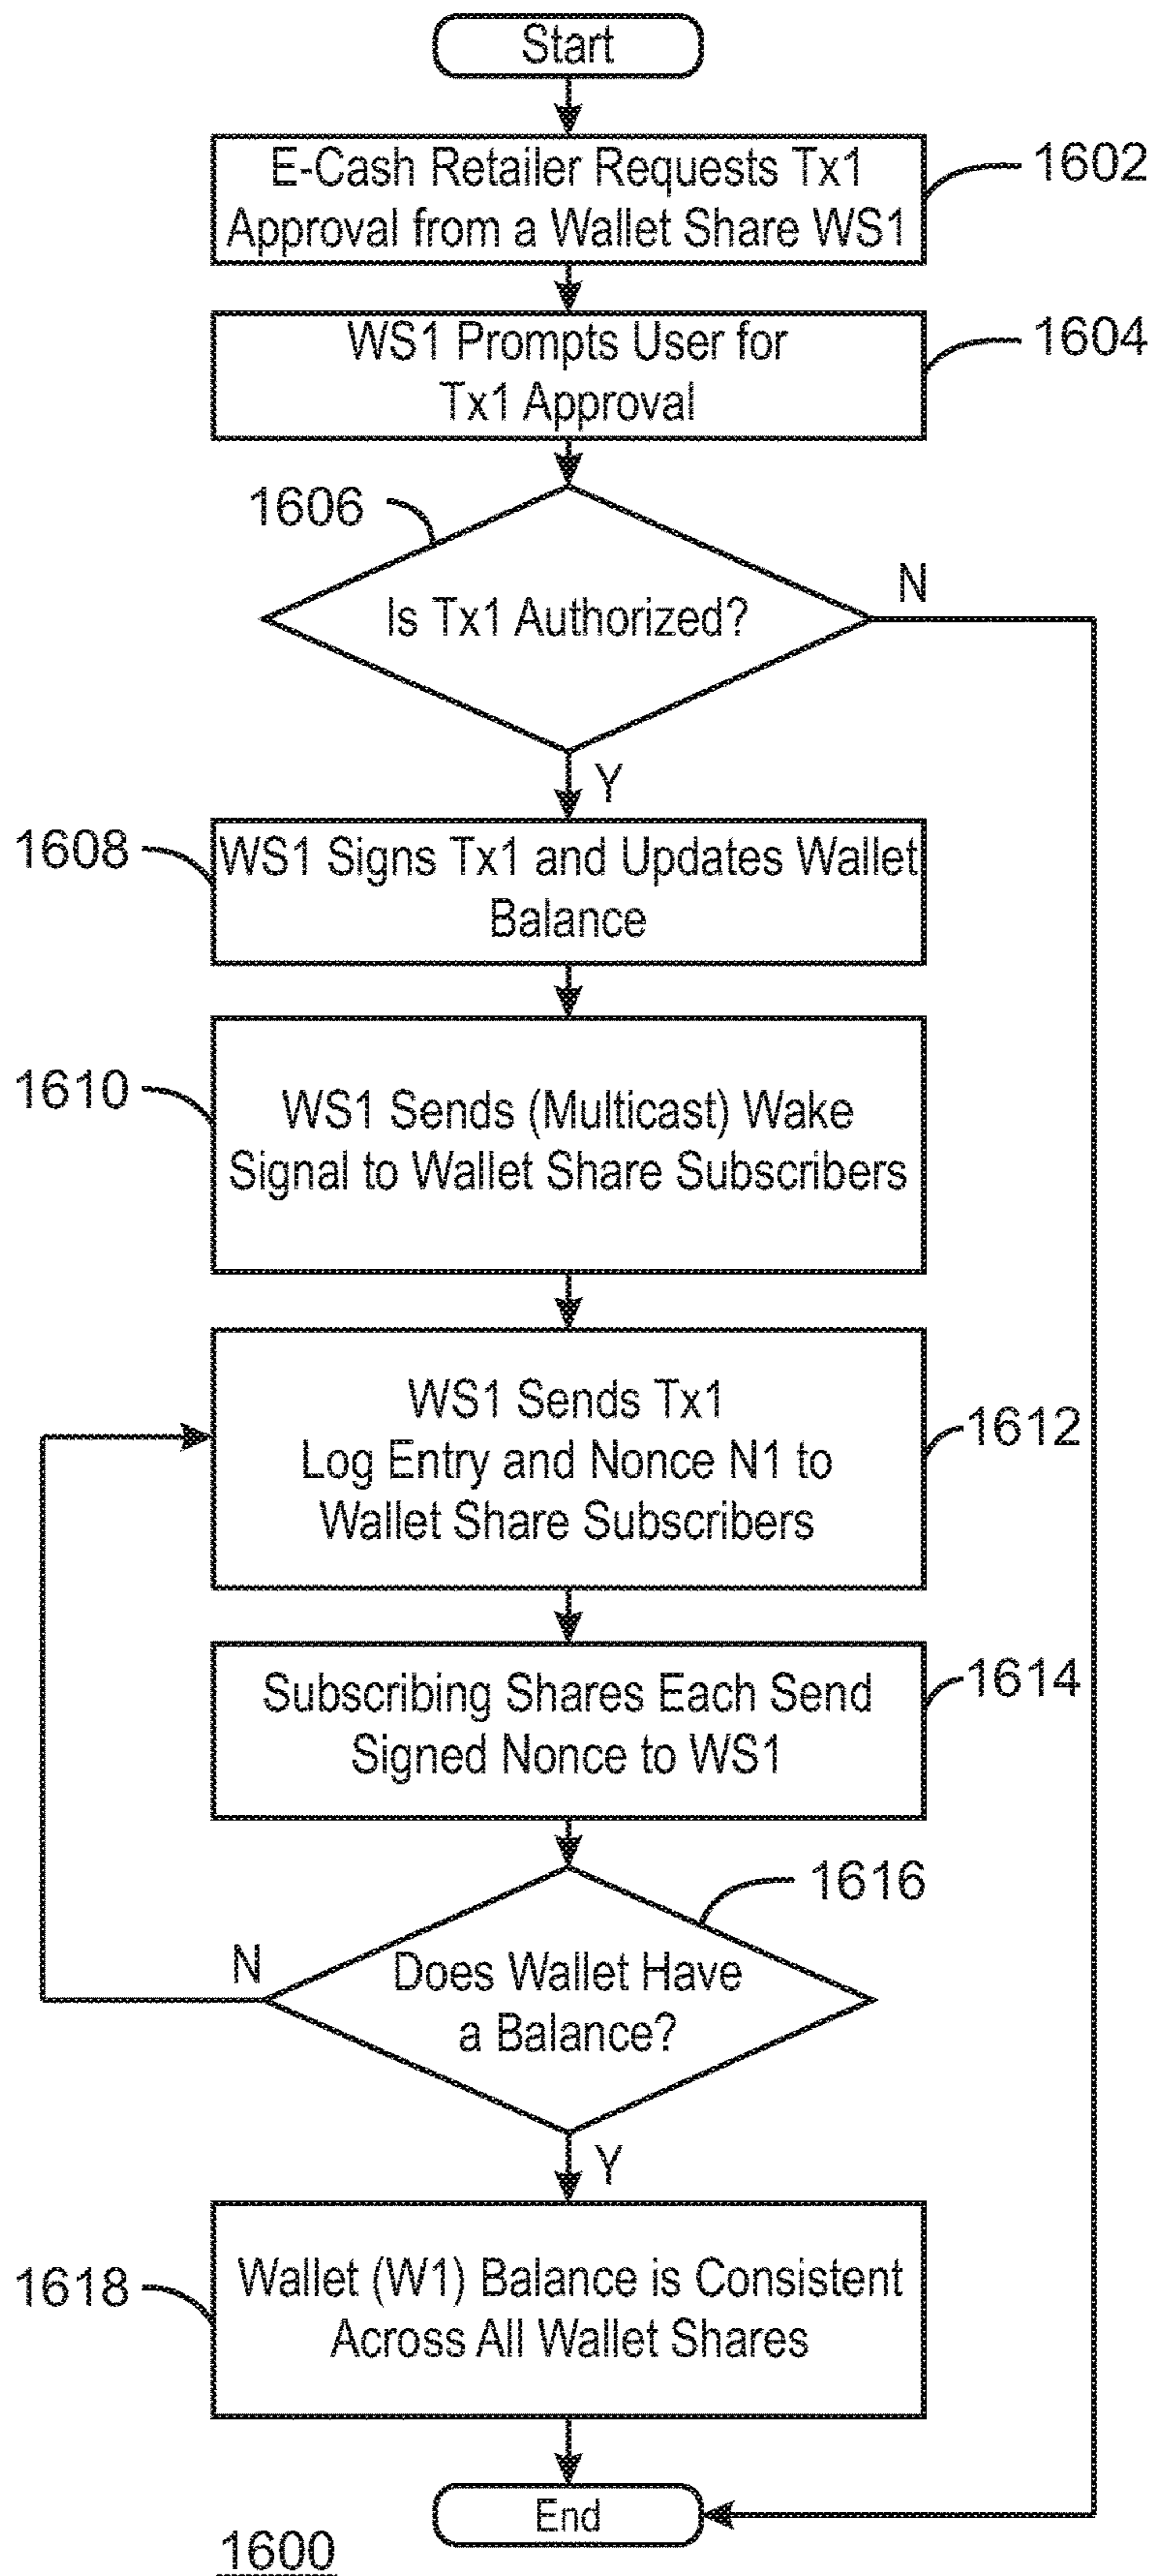 Start
E-Cash Retailer Requests Tx1
Approval from a Wallet Share WS1
1602
WS1 Prompts User for
Tx1 Approval
1604
1606
Is Tx1 Authorized?
N
Y
1608
WS1 Signs Tx1 and Updates Wallet
Balance
1610
WS1 Sends (Multicast) Wake
Signal to Wallet Share Subscribers
WS1 Sends Tx1
Log Entry and Nonce N1 to
Wallet Share Subscribers
1612
Subscribing Shares Each Send
Signed Nonce to WS1
1614
1616
N
Does Wallet Have
a Balance?
Y
1618
Wallet (W1) Balance is Consistent
Across All Wallet Shares
End
1600